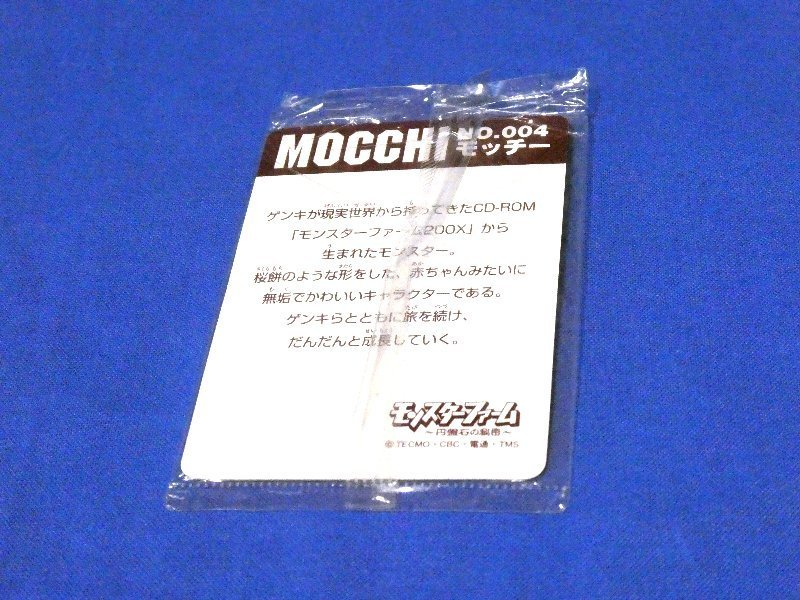 MOCCHI NO.004
モッチー
ゲンキが現実世界から持ってきたCD-ROM
「モンスターファーム200X」から
生まれたモンスター。
桜餅のような形をした、赤ちゃんみたいに
無垢でかわいいキャラクターである。
ゲンキらとともに旅を続け、
だんだんと成長していく。
モンスターファーム
～円盤石の秘密～
©TECMO・CBC・電通・TMS